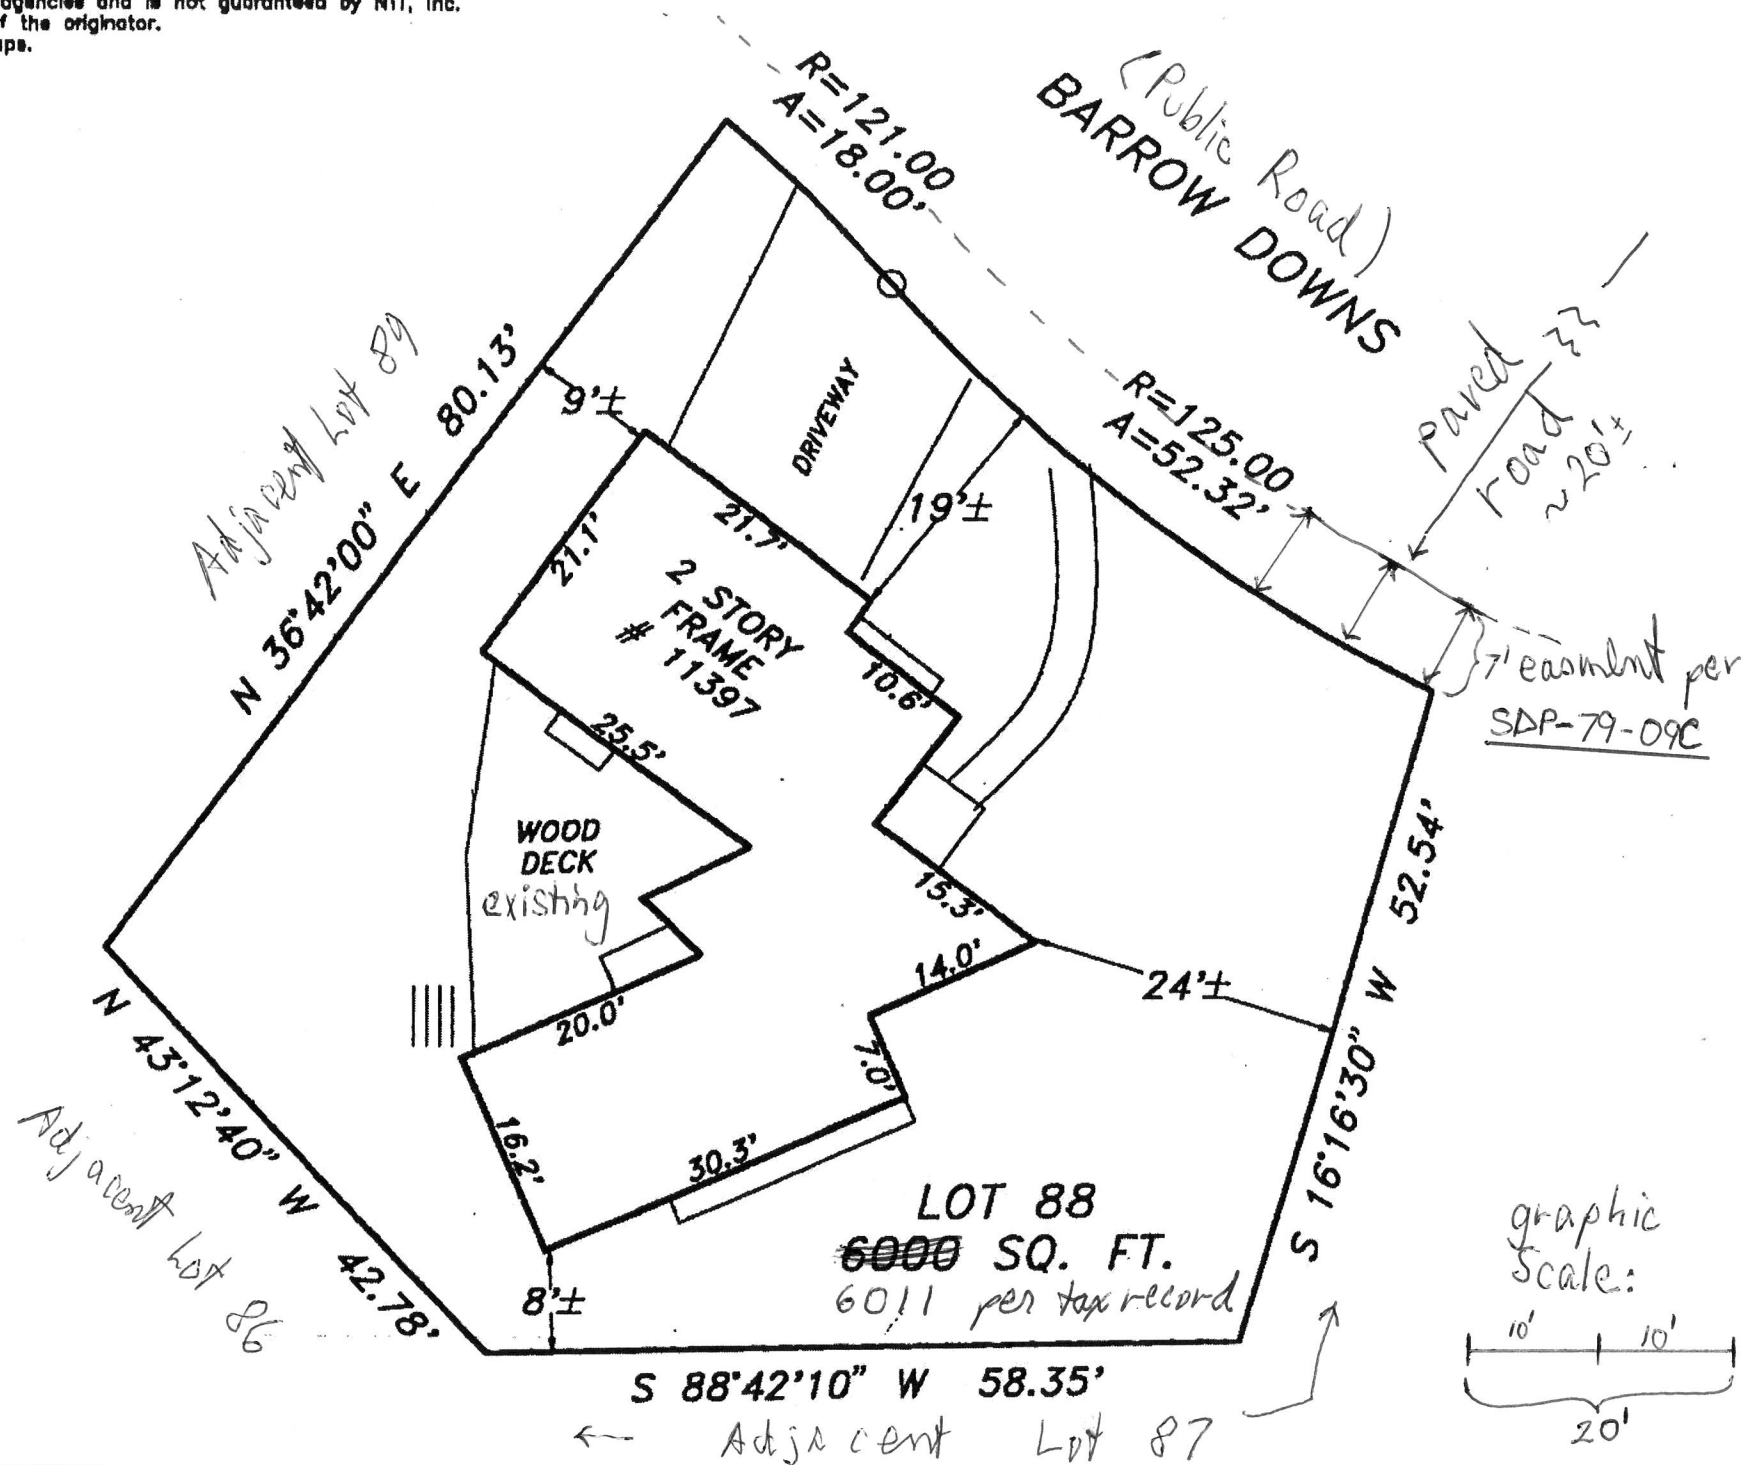 agencies and is not guaranteed by NTT, Inc.
f the originator.
aps.
R=121.00
A=18.00'
(Public Road)
BARROW DOWNS
paved
road
~20'±
R=125.00
A=52.32'
7' easmlnt per
SDP-79-09C
Adjacent Lot 89
N 36°42'00" E 80.13'
9'±
DRIVEWAY
19'±
21.7'
21.1'
2 STORY
FRAME
# 11397
10.6'
25.5'
WOOD
DECK
existing
15.3'
14.0'
24'±
20.0'
7.0'
16.2'
30.3'
S 16°16'30" W 52.54'
N 43°12'40" W 42.78'
Adjacent Lot 86
8'±
LOT 88
6000 SQ. FT.
6011 per tax record
S 88°42'10" W 58.35'
← Adjacent Lot 87
graphic
Scale:
10' 10'
20'